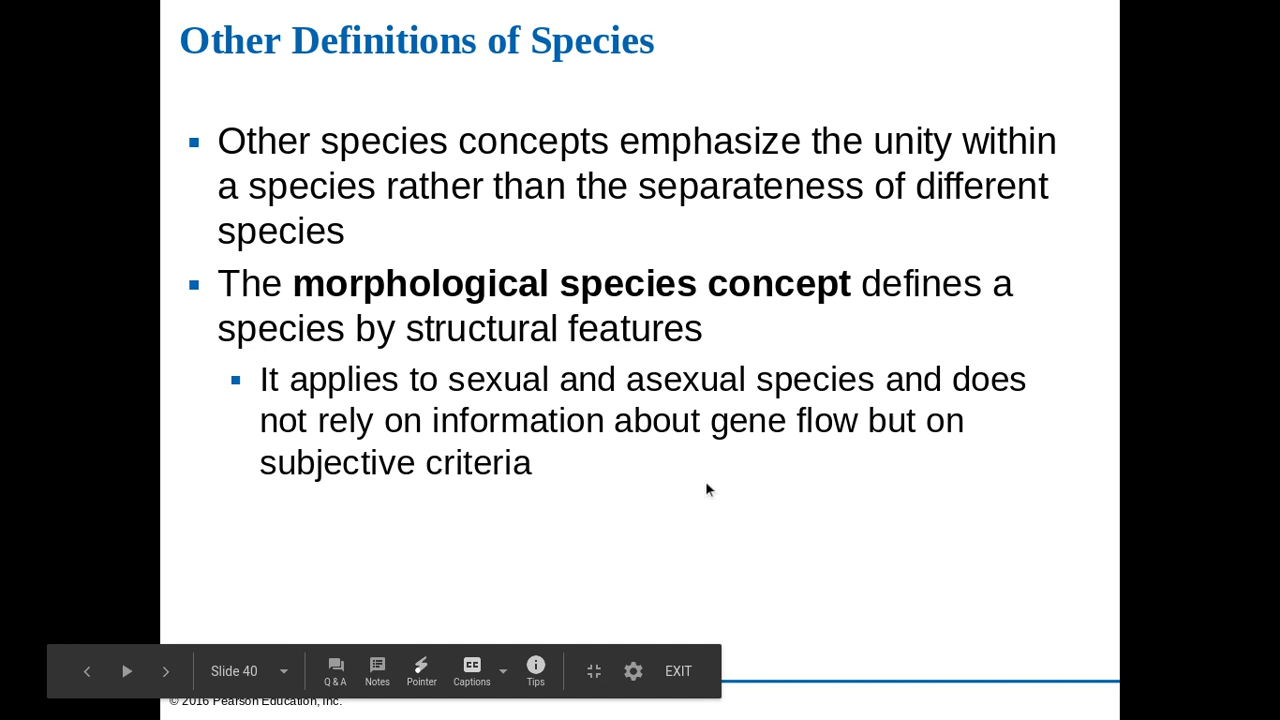 Other Definitions of Species
Other species concepts emphasize the unity within
a species rather than the separateness of different
species
The morphological species concept defines a
species by structural features
It applies to sexual and asexual species and does
not rely on information about gene flow but on
subjective criteria
Slide 40
Q & A
Notes
Pointer
Captions
Tips
EXIT
© 2016 Pearson Education, Inc.